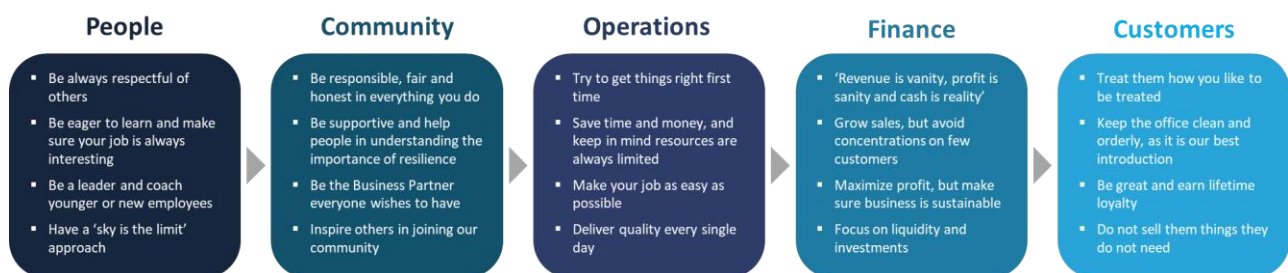 People
▪ Be always respectful of
others
▪ Be eager to learn and make
sure your job is always
interesting
▪ Be a leader and coach
younger or new employees
▪ Have a ‘sky is the limit’
approach
Community
▪ Be responsible, fair and
honest in everything you do
▪ Be supportive and help
people in understanding the
importance of resilience
▪ Be the Business Partner
everyone wishes to have
▪ Inspire others in joining our
community
Operations
▪ Try to get things right first
time
▪ Save time and money, and
keep in mind resources are
always limited
▪ Make your job as easy as
possible
▪ Deliver quality every single
day
Finance
▪ ‘Revenue is vanity, profit is
sanity and cash is reality’
▪ Grow sales, but avoid
concentrations on few
customers
▪ Maximize profit, but make
sure business is sustainable
▪ Focus on liquidity and
investments
Customers
▪ Treat them how you like to
be treated
▪ Keep the office clean and
orderly, as it is our best
introduction
▪ Be great and earn lifetime
loyalty
▪ Do not sell them things they
do not need